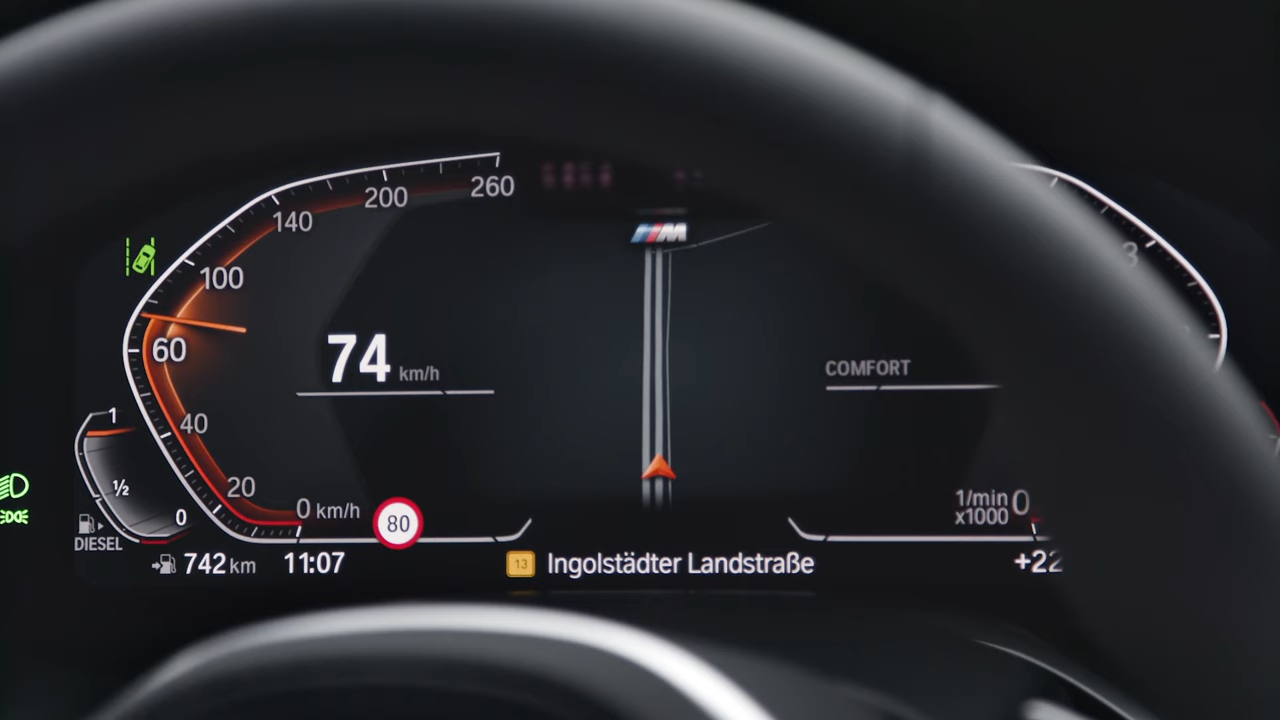 260
200
140
100
60
40
20
0 km/h
74 km/h
M
COMFORT
3
1
½
0
DIESEL
80
1/min
x1000
0
742 km
11:07
13
Ingolstädter Landstraße
+22